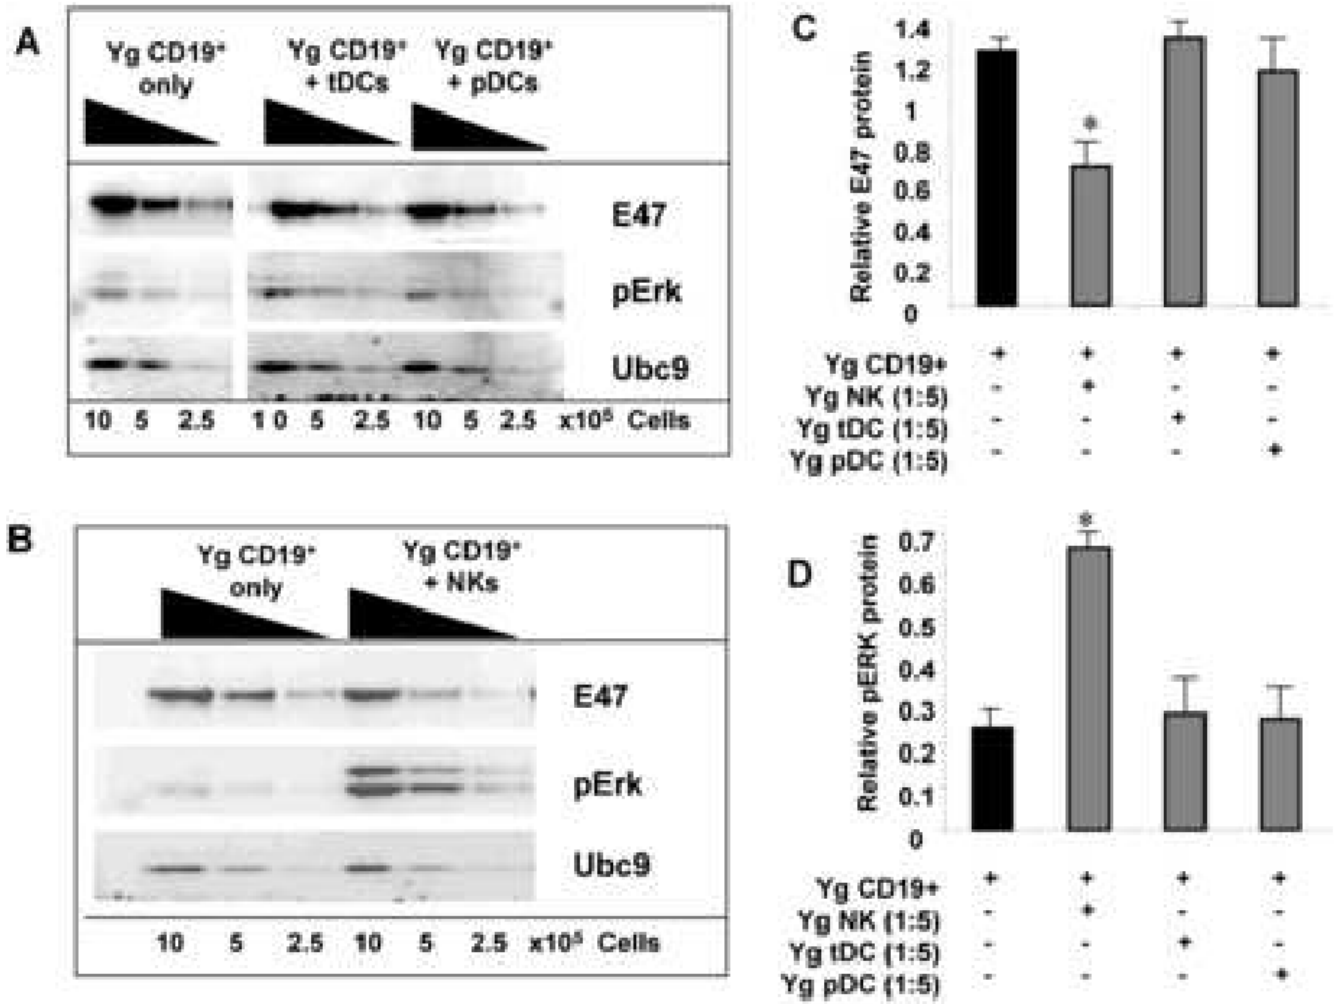 A
Yg CD19+ only
Yg CD19+ + tDCs
Yg CD19+ + pDCs
E47
pErk
Ubc9
10 5 2.5 1 0 5 2.5 10 5 2.5 x10⁵ Cells
B
Yg CD19+ only
Yg CD19+ + NKs
E47
pErk
Ubc9
10 5 2.5 10 5 2.5 x10⁵ Cells
C
Relative E47 protein
1.4
1.2
1
0.8
0.6
0.4
0.2
0
*
Yg CD19+ + + + +
Yg NK (1:5) - + - -
Yg tDC (1:5) - - + -
Yg pDC (1:5) - - - +
D
Relative pERK protein
0.7
0.6
0.5
0.4
0.3
0.2
0.1
0
*
Yg CD19+ + + + +
Yg NK (1:5) - + - -
Yg tDC (1:5) - - + -
Yg pDC (1:5) - - - +